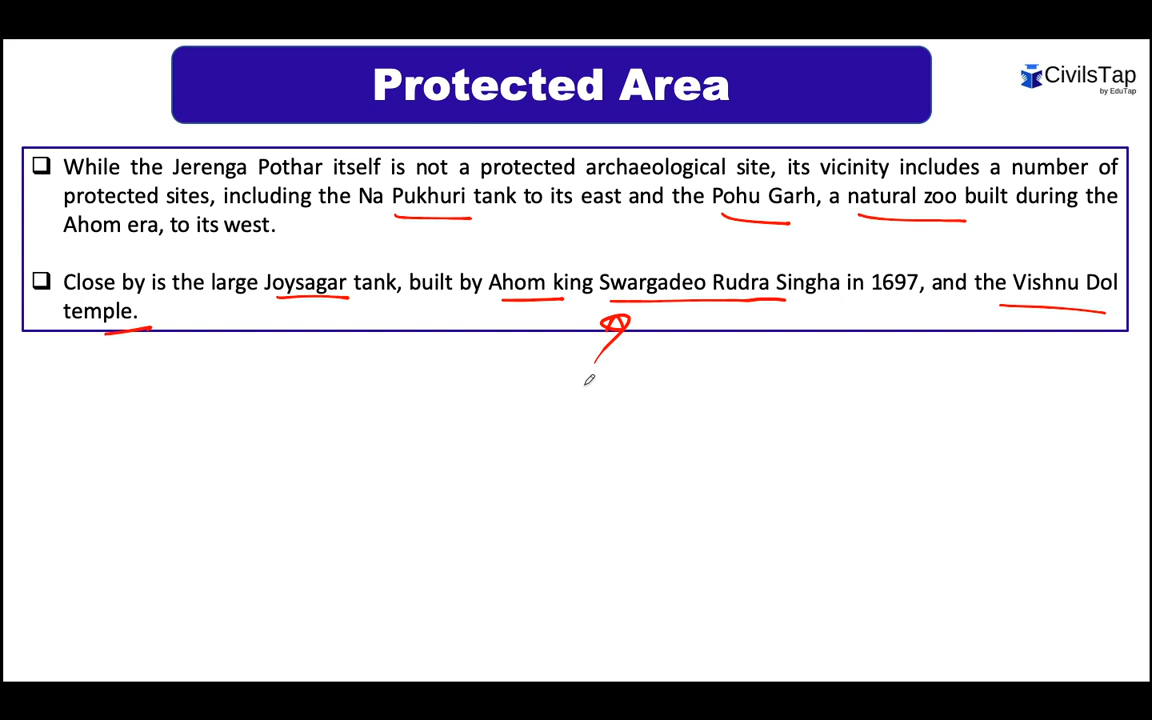 Protected Area
CivilsTap
by EduTap
While the Jerenga Pothar itself is not a protected archaeological site, its vicinity includes a number of
protected sites, including the Na Pukhuri tank to its east and the Pohu Garh, a natural zoo built during the
Ahom era, to its west.
Close by is the large Joysagar tank, built by Ahom king Swargadeo Rudra Singha in 1697, and the Vishnu Dol
temple.